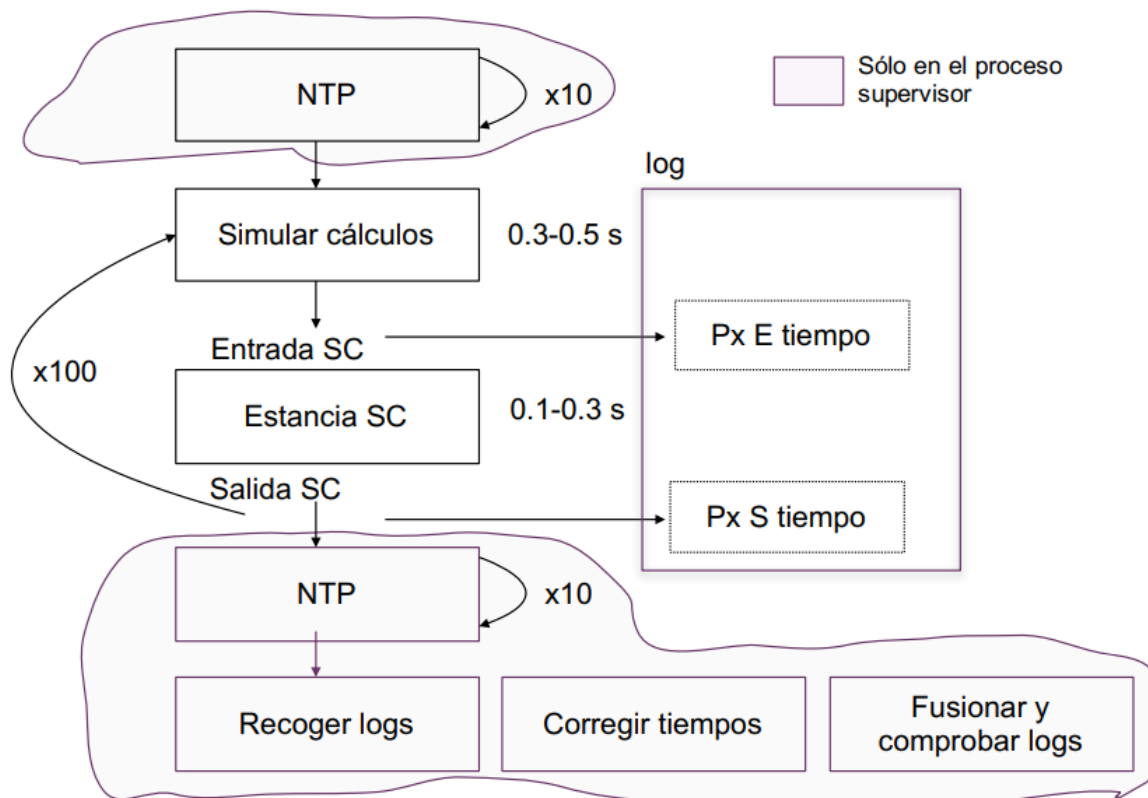 NTP
x10
Sólo en el proceso
supervisor
log
Simular cálculos
0.3-0.5 s
Px E tiempo
Entrada SC
x100
Estancia SC
0.1-0.3 s
Salida SC
Px S tiempo
NTP
x10
Recoger logs
Corregir tiempos
Fusionar y
comprobar logs